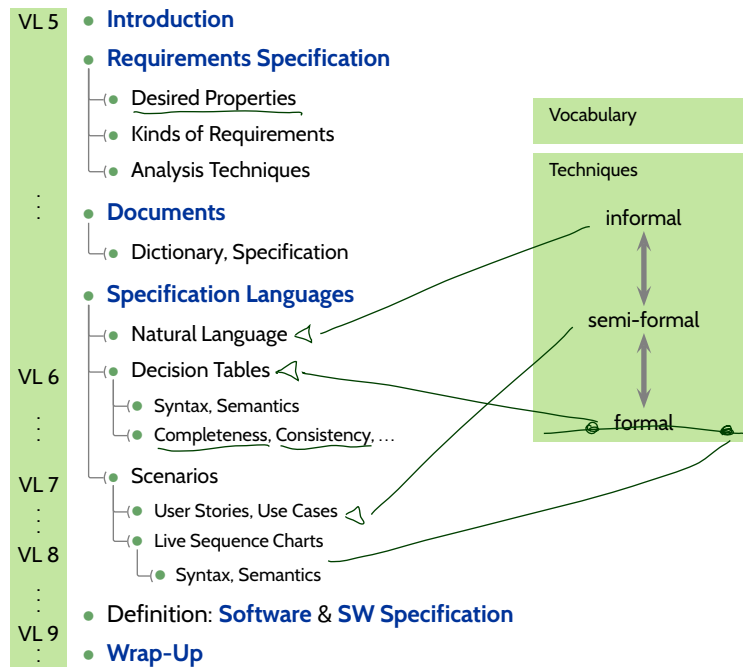 VL 5
Introduction
Requirements Specification
Desired Properties
Kinds of Requirements
Analysis Techniques
Documents
Dictionary, Specification
Specification Languages
Natural Language
VL 6
Decision Tables
Syntax, Semantics
Completeness, Consistency, ...
VL 7
Scenarios
User Stories, Use Cases
VL 8
Live Sequence Charts
Syntax, Semantics
Definition: Software & SW Specification
VL 9
Wrap-Up
Vocabulary
Techniques
informal
semi-formal
formal